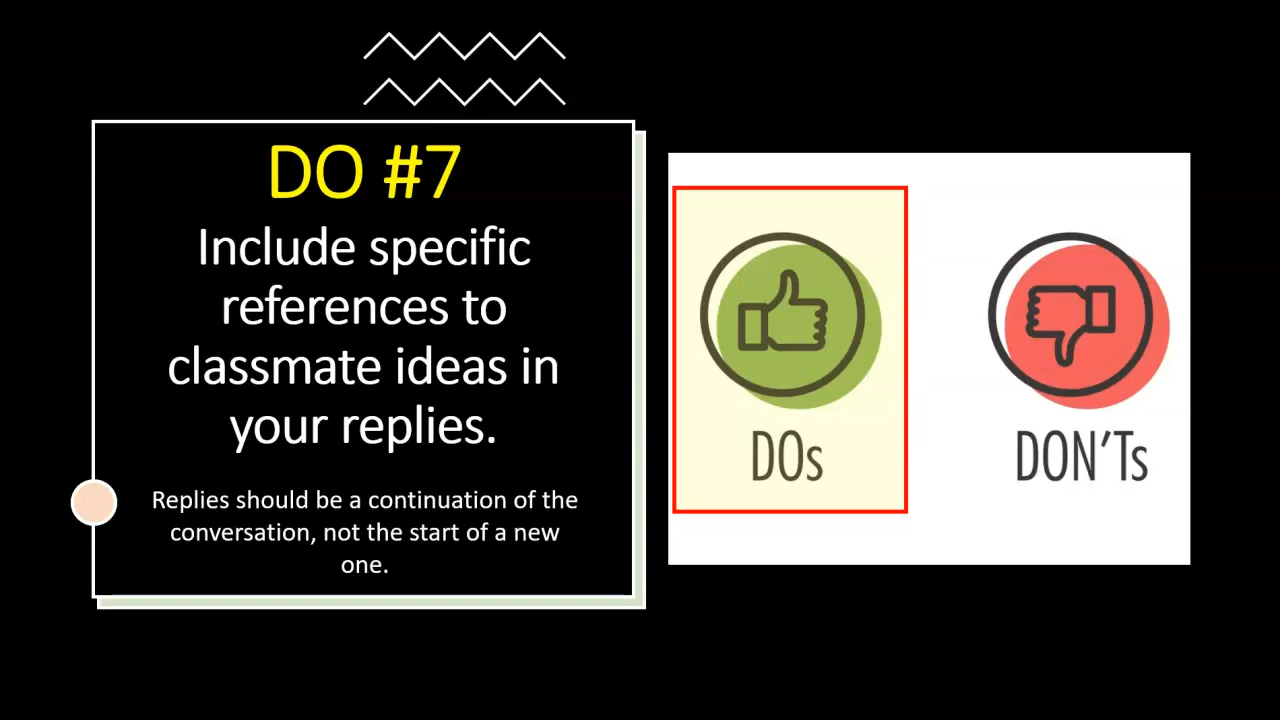 DO #7
Include specific
references to
classmate ideas in
your replies.
Replies should be a continuation of the
conversation, not the start of a new
one.
DOs
DON'Ts